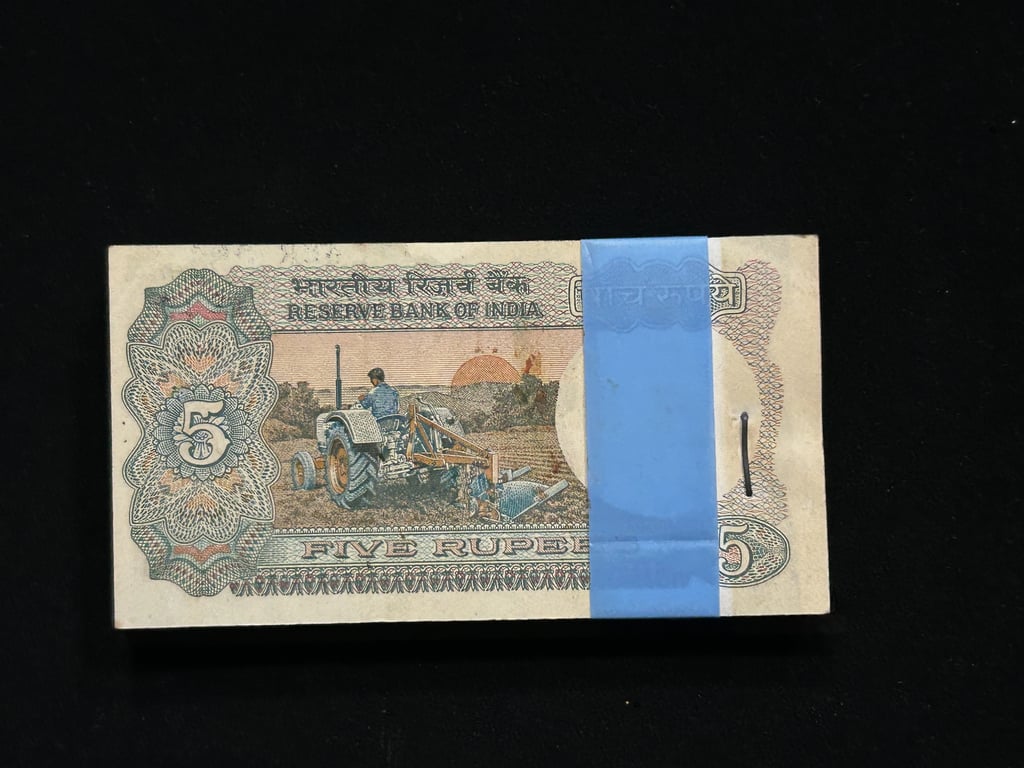 भारतीय रिज़र्व बैंक
पाँच रुपये
RESERVE BANK OF INDIA
5
FIVE RUPEE
5